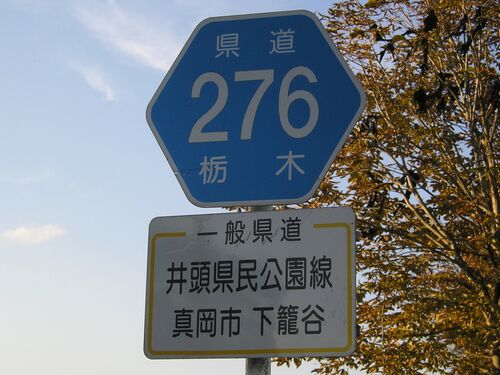 県道
276
栃木
一般県道
井頭県民公園線
真岡市 下籠谷